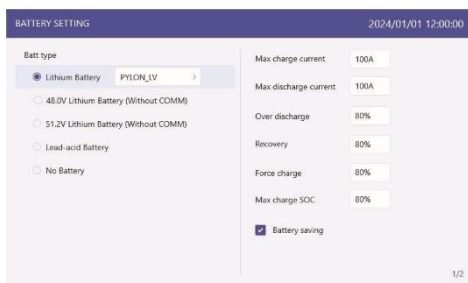 BATTERY SETTING
2024/01/01 12:00:00
Batt type
Lithium Battery
PYLON_LV >
48.0V Lithium Battery (Without COMM)
51.2V Lithium Battery (Without COMM)
Lead-acid Battery
No Battery
Max charge current 100A
Max discharge current 100A
Over discharge 80%
Recovery 80%
Force charge 80%
Max charge SOC 80%
Battery saving
1/2